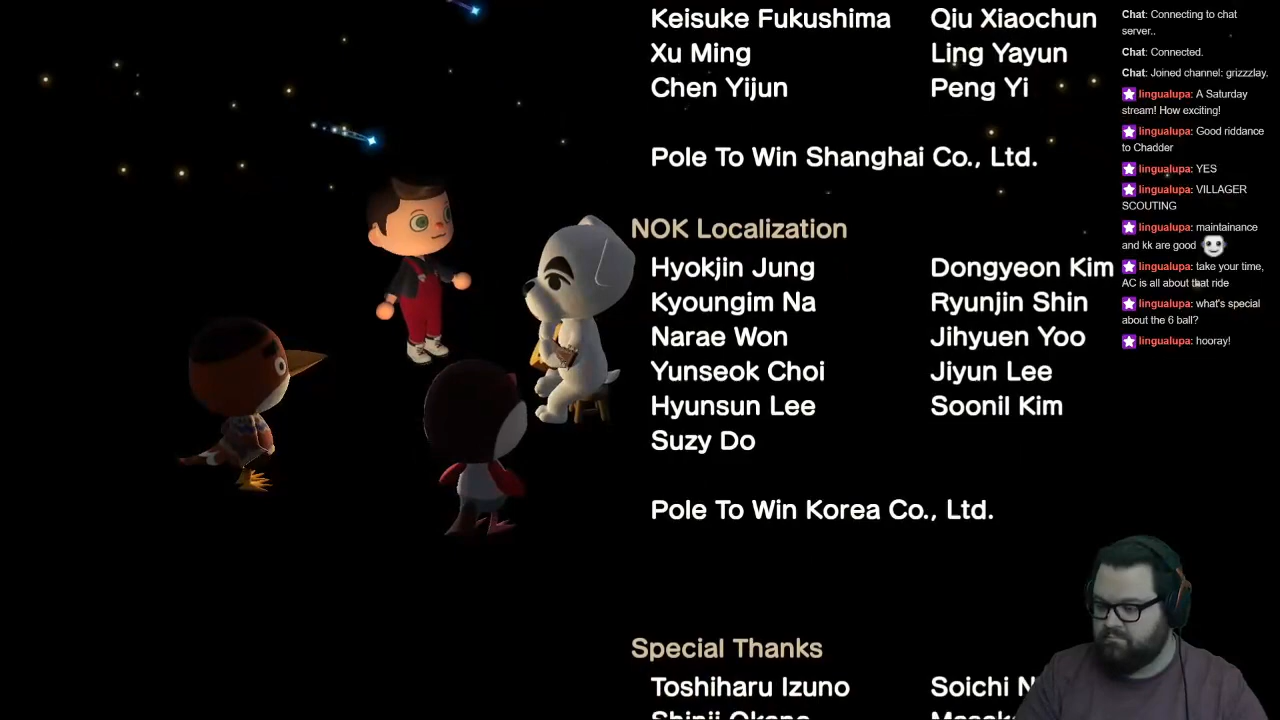 Keisuke Fukushima Qiu Xiaochun
Xu Ming Ling Yayun
Chen Yijun Peng Yi
Pole To Win Shanghai Co., Ltd.
NOK Localization
Hyokjin Jung Dongyeon Kim
Kyoungim Na Ryunjin Shin
Narae Won Jihyuen Yoo
Yunseok Choi Jiyun Lee
Hyunsun Lee Soonil Kim
Suzy Do
Pole To Win Korea Co., Ltd.
Special Thanks
Toshiharu Izuno Soichi
Shinji
Chat: Connecting to chat
server..
Chat: Connected.
Chat: Joined channel: grizzzlay.
lingualupa: A Saturday
stream! How exciting!
lingualupa: Good riddance
to Chadder
lingualupa: YES
lingualupa: VILLAGER
SCOUTING
lingualupa: maintainance
and kk are good
lingualupa: take your time,
AC is all about that ride
lingualupa: what's special
about the 6 ball?
lingualupa: hooray!